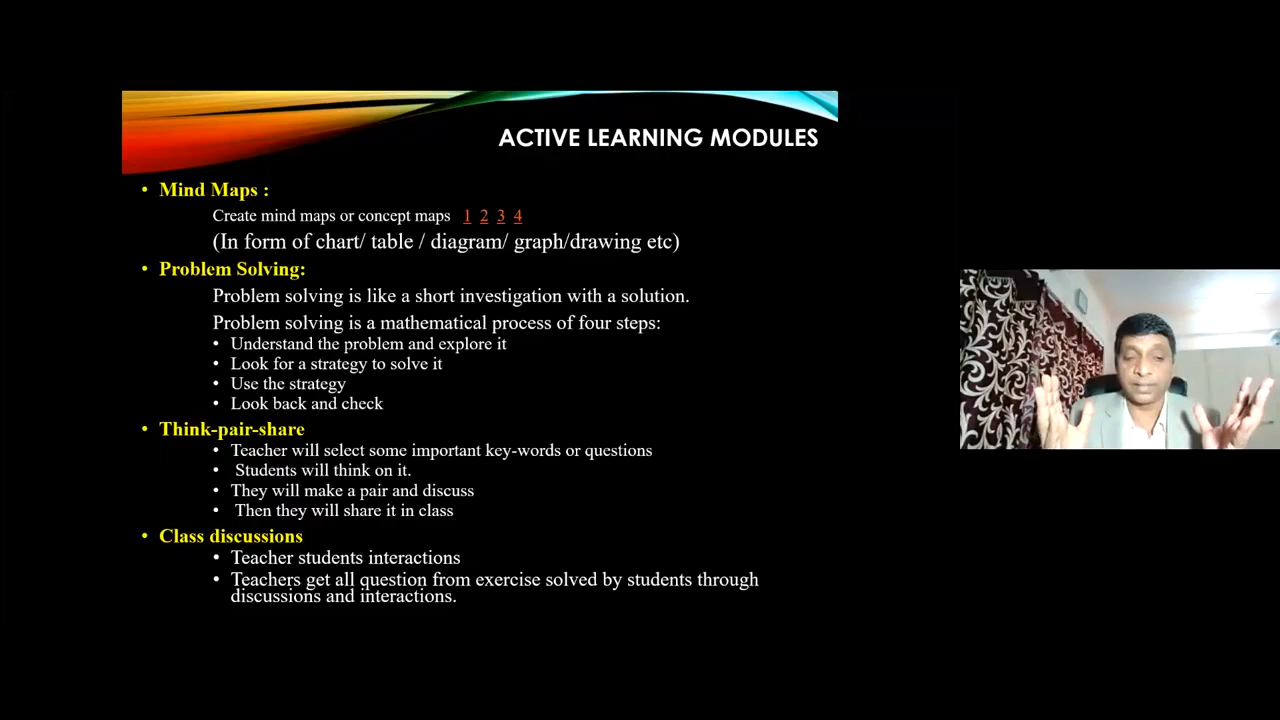 ACTIVE LEARNING MODULES
• Mind Maps :
Create mind maps or concept maps 1 2 3 4
(In form of chart/ table / diagram/ graph/drawing etc)
• Problem Solving:
Problem solving is like a short investigation with a solution.
Problem solving is a mathematical process of four steps:
• Understand the problem and explore it
• Look for a strategy to solve it
• Use the strategy
• Look back and check
• Think-pair-share
• Teacher will select some important key-words or questions
• Students will think on it.
• They will make a pair and discuss
• Then they will share it in class
• Class discussions
• Teacher students interactions
• Teachers get all question from exercise solved by students through
discussions and interactions.